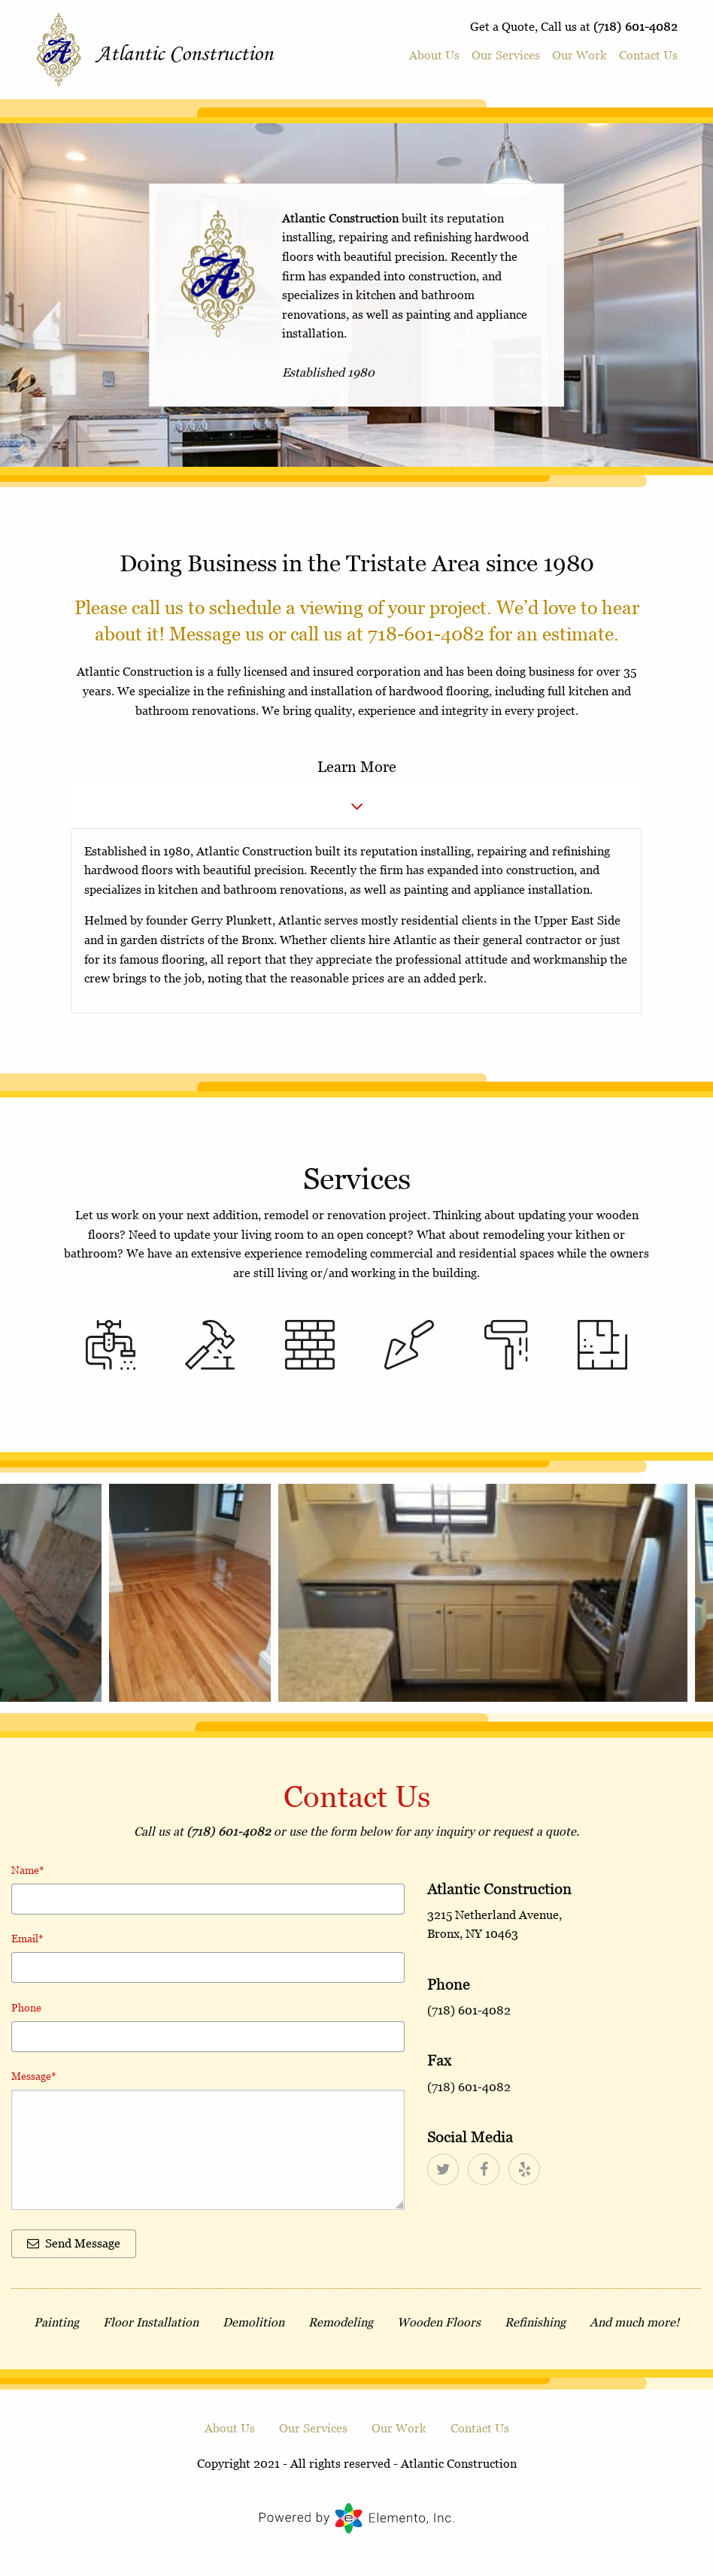 Get a Quote, Call us at (718) 601-4082
A
Atlantic Construction
About Us Our Services Our Work Contact Us
A
Atlantic Construction built its reputation
installing, repairing and refinishing hardwood
floors with beautiful precision. Recently the
firm has expanded into construction, and
specializes in kitchen and bathroom
renovations, as well as painting and appliance
installation.
Established 1980
Doing Business in the Tristate Area since 1980
Please call us to schedule a viewing of your project. We’d love to hear
about it! Message us or call us at 718-601-4082 for an estimate.
Atlantic Construction is a fully licensed and insured corporation and has been doing business for over 35
years. We specialize in the refinishing and installation of hardwood flooring, including full kitchen and
bathroom renovations. We bring quality, experience and integrity in every project.
Learn More
Established in 1980, Atlantic Construction built its reputation installing, repairing and refinishing
hardwood floors with beautiful precision. Recently the firm has expanded into construction, and
specializes in kitchen and bathroom renovations, as well as painting and appliance installation.
Helmed by founder Gerry Plunkett, Atlantic serves mostly residential clients in the Upper East Side
and in garden districts of the Bronx. Whether clients hire Atlantic as their general contractor or just
for its famous flooring, all report that they appreciate the professional attitude and workmanship the
crew brings to the job, noting that the reasonable prices are an added perk.
Services
Let us work on your next addition, remodel or renovation project. Thinking about updating your wooden
floors? Need to update your living room to an open concept? What about remodeling your kithen or
bathroom? We have an extensive experience remodeling commercial and residential spaces while the owners
are still living or/and working in the building.
Contact Us
Call us at (718) 601-4082 or use the form below for any inquiry or request a quote.
Name*
Email*
Phone
Message*
Send Message
Atlantic Construction
3215 Netherland Avenue,
Bronx, NY 10463
Phone
(718) 601-4082
Fax
(718) 601-4082
Social Media
Painting Floor Installation Demolition Remodeling Wooden Floors Refinishing And much more!
About Us Our Services Our Work Contact Us
Copyright 2021 - All rights reserved - Atlantic Construction
Powered by e Elemento, Inc.